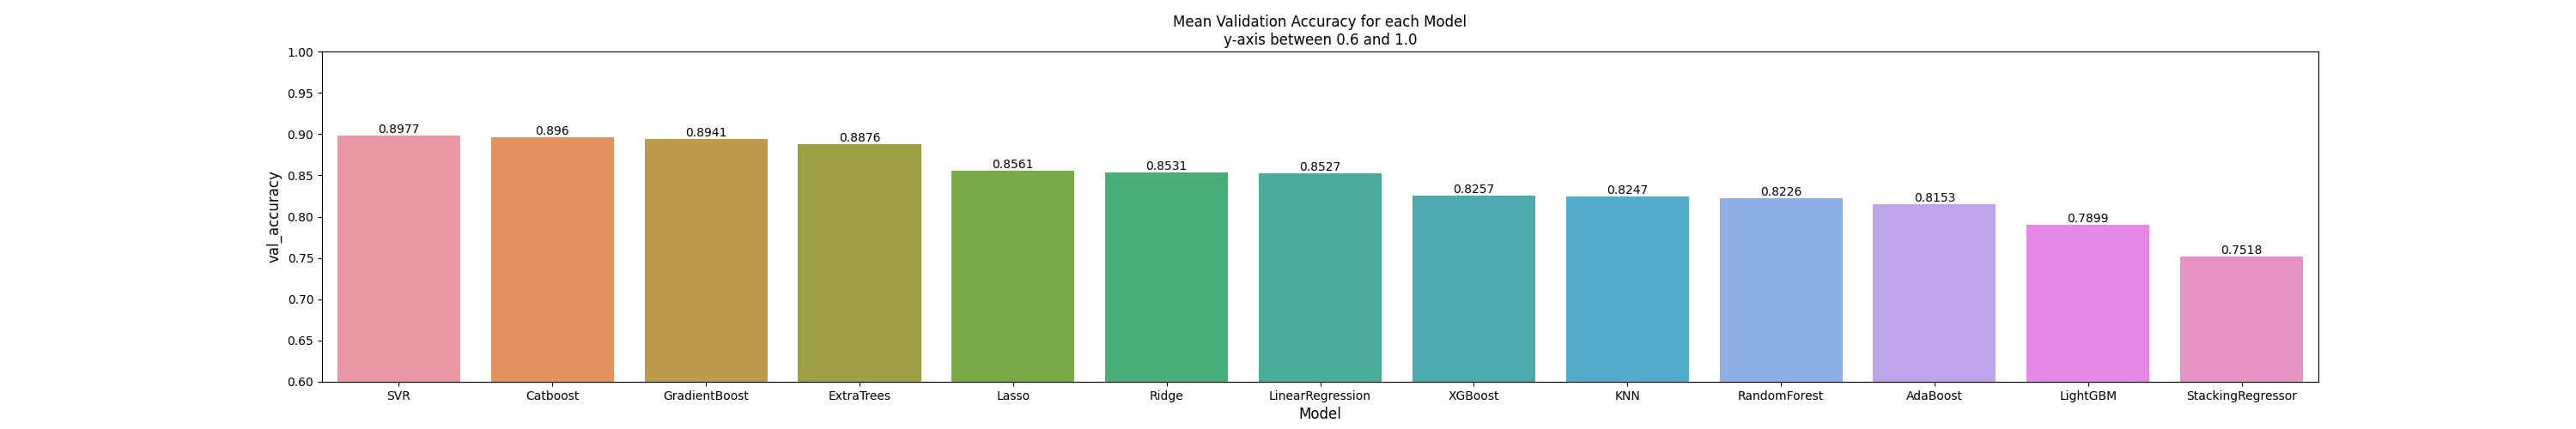 Mean Validation Accuracy for each Model
y-axis between 0.6 and 1.0
val_accuracy
1.00
0.95
0.90
0.85
0.80
0.75
0.70
0.65
0.60
0.8977
0.896
0.8941
0.8876
0.8561
0.8531
0.8527
0.8257
0.8247
0.8226
0.8153
0.7899
0.7518
SVR
Catboost
GradientBoost
ExtraTrees
Lasso
Ridge
LinearRegression
XGBoost
KNN
RandomForest
AdaBoost
LightGBM
StackingRegressor
Model